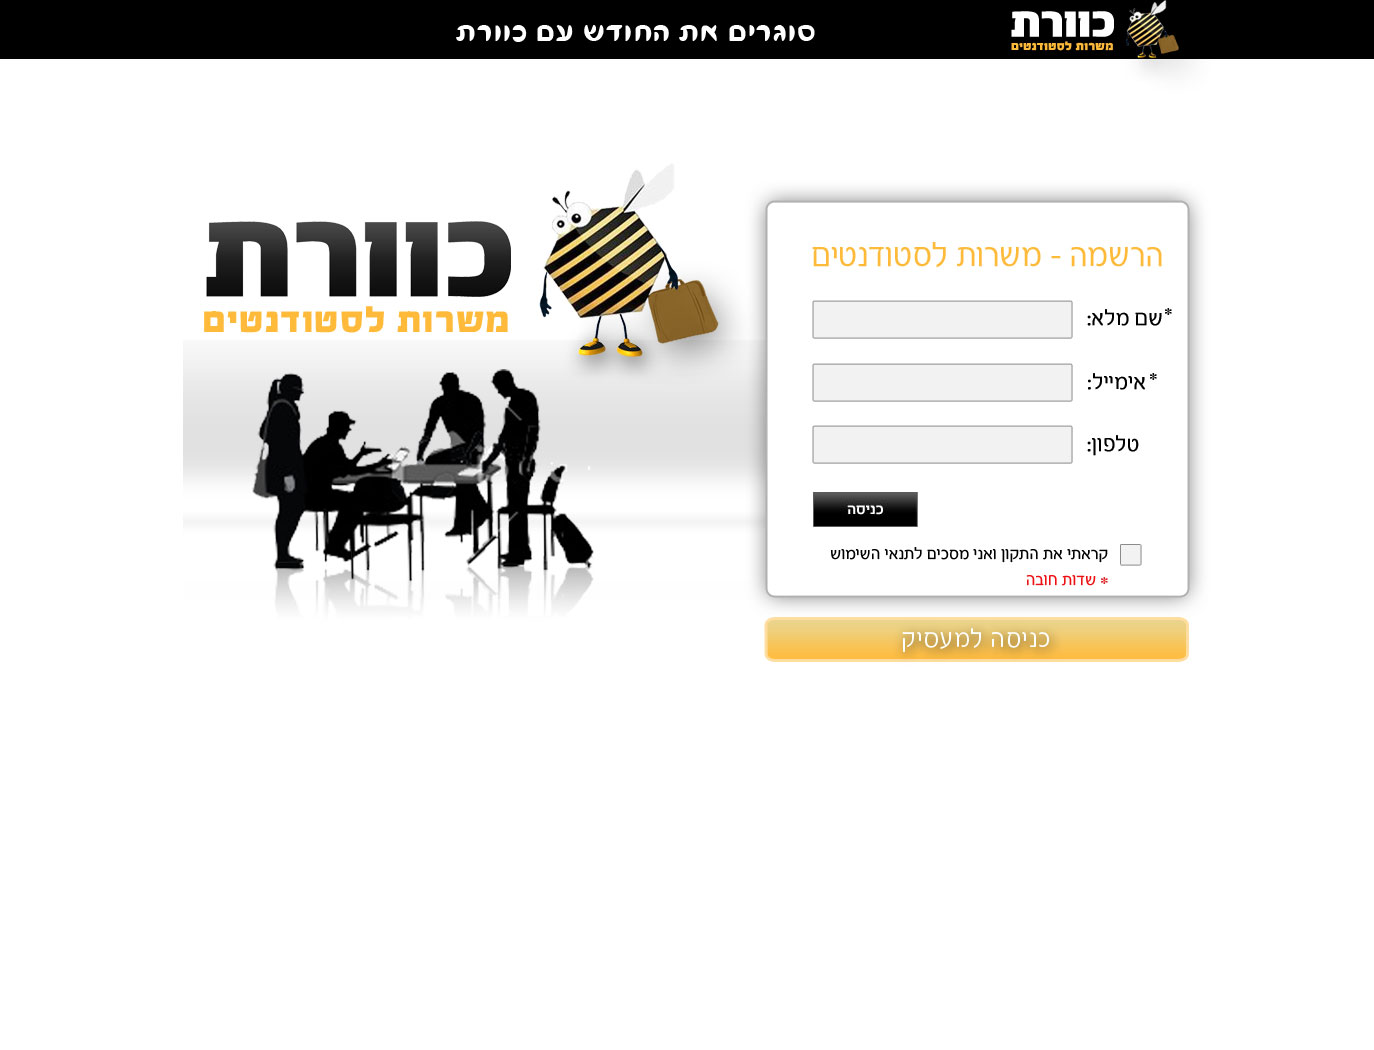 כוורת
משרות לסטודנטים
סוגרים את החודש עם כוורת
הרשמה - משרות לסטודנטים
*שם מלא:
* אימייל:
טלפון:
כניסה
קראתי את התקון ואני מסכים לתנאי השימוש
* שדות חובה
כניסה למעסיק
כוורת
משרות לסטודנטים